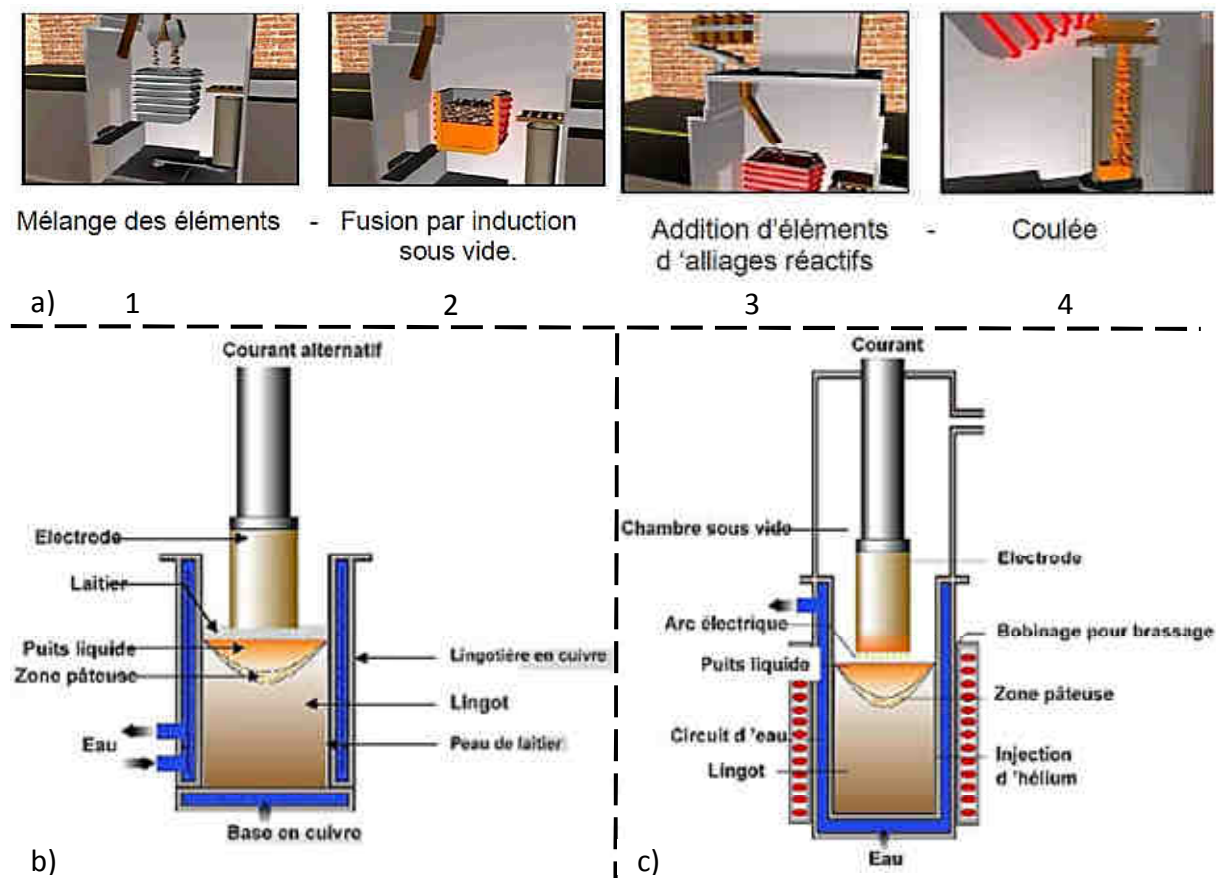 Mélange des éléments - Fusion par induction
sous vide.
Addition d'éléments - Coulée
d 'alliages réactifs
a) 1 2 3 4
Courant alternatif
Electrode
Laitier
Puits liquide
Zone pâteuse
Lingotière en cuivre
Lingot
Eau
Peau de laitier
Base en cuivre
b)
Courant
Chambre sous vide
Electrode
Arc électrique
Bobinage pour brassage
Puits liquide
Zone pâteuse
Circuit d 'eau
Lingot
Injection
d 'hélium
Eau
c)